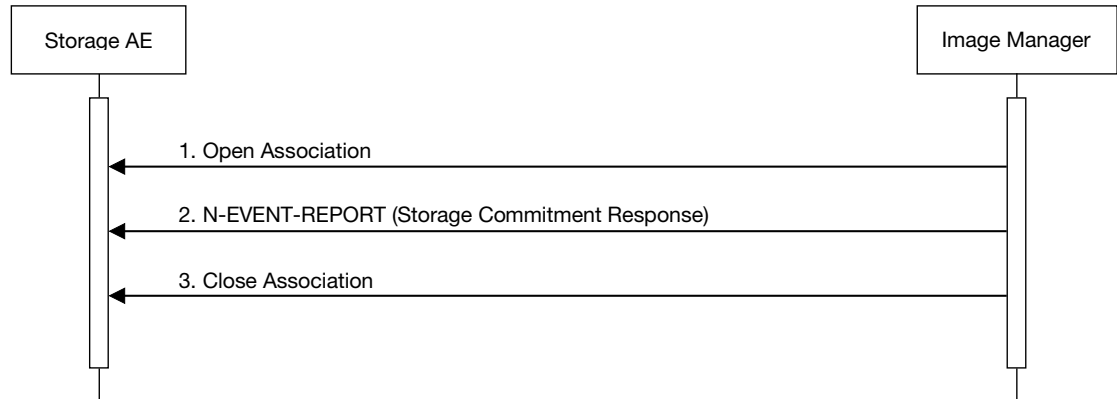 Storage AE
Image Manager
1. Open Association
2. N-EVENT-REPORT (Storage Commitment Response)
3. Close Association